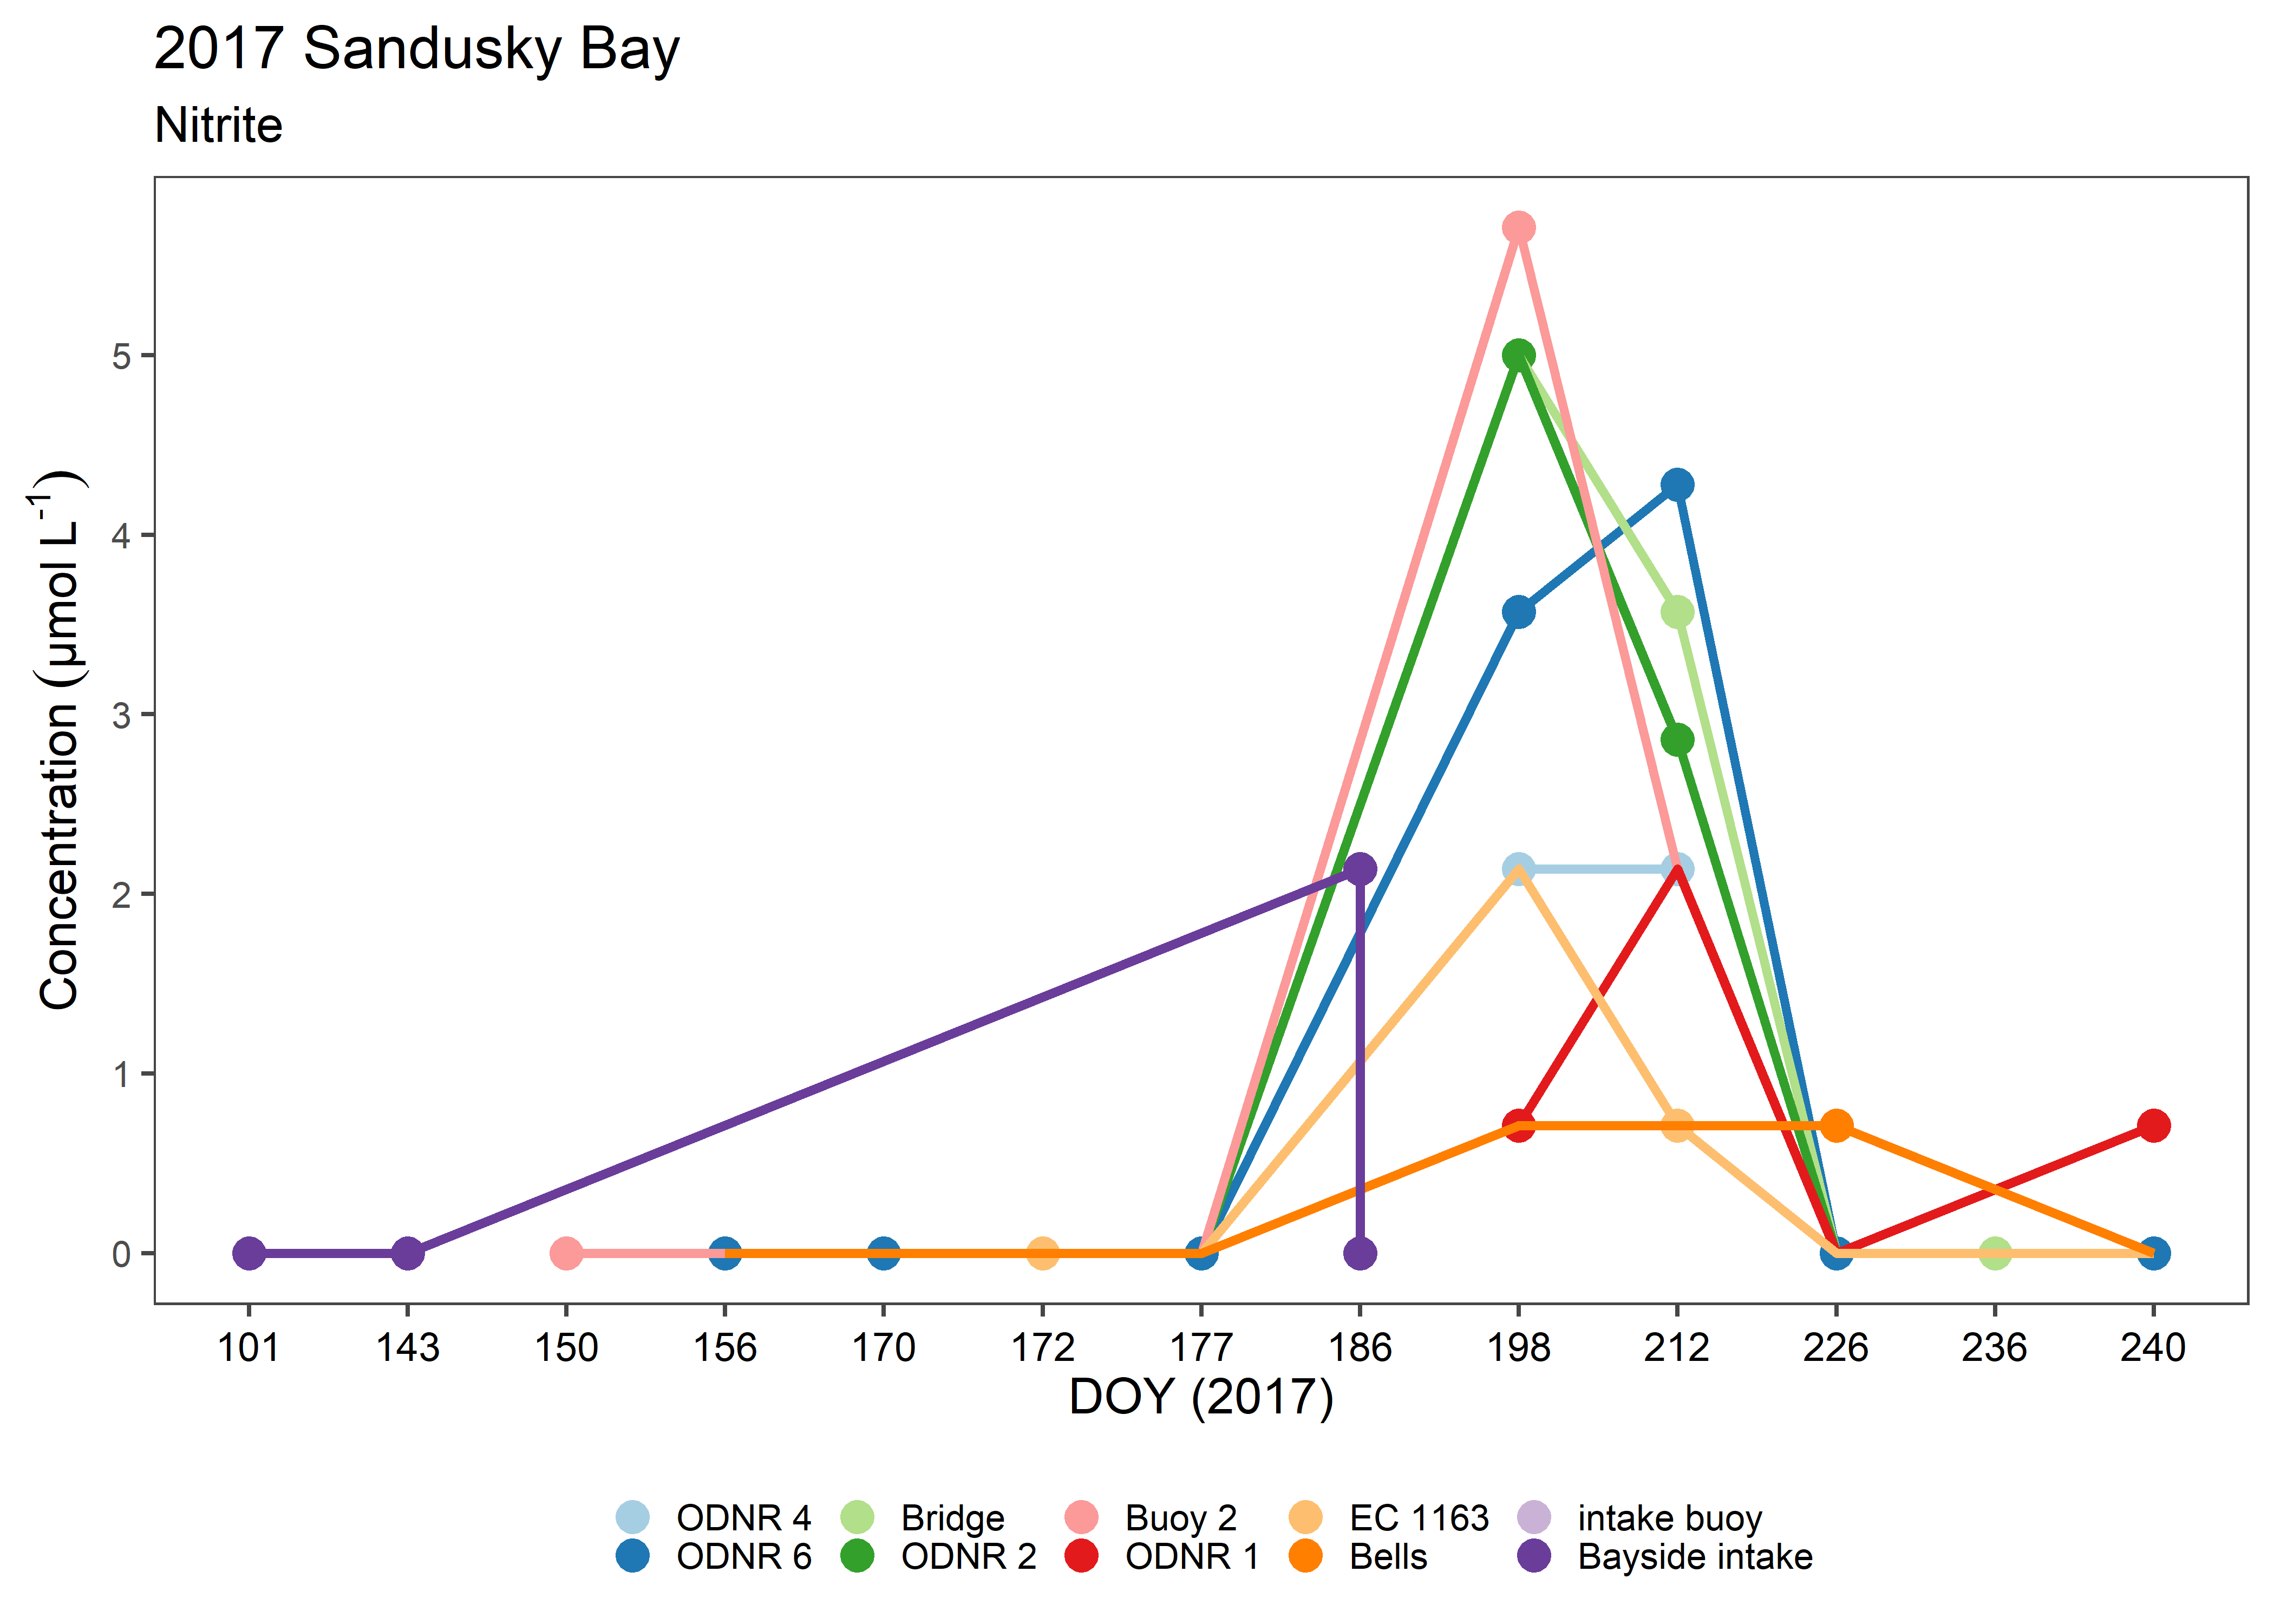 2017 Sandusky Bay
Nitrite
Concentration (µmol L⁻¹)
5
4
3
2
1
0
101 143 150 156 170 172 177 186 198 212 226 236 240
DOY (2017)
ODNR 4 Bridge Buoy 2 EC 1163 intake buoy
ODNR 6 ODNR 2 ODNR 1 Bells Bayside intake